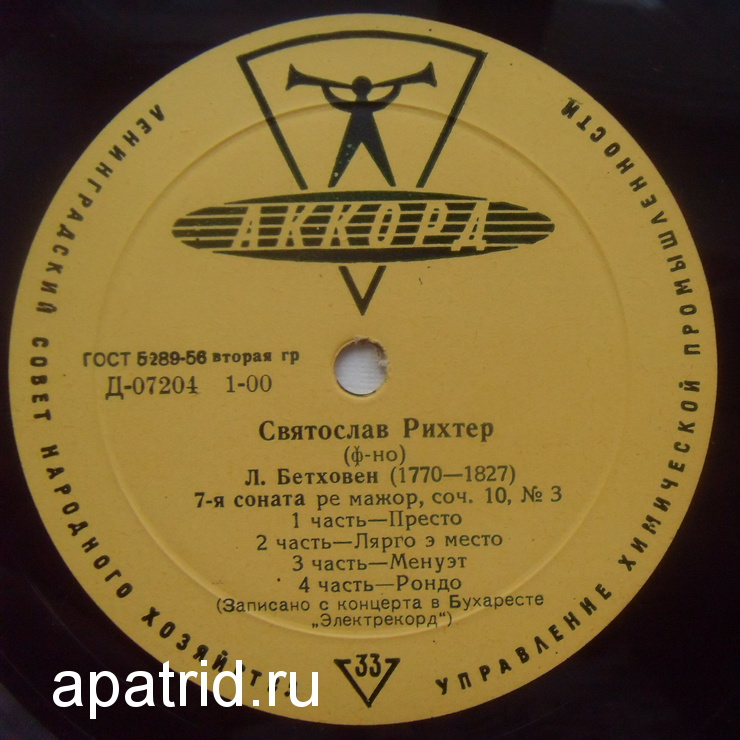 АККОРД
ЛЕНИНГРАДСКИЙ СОВЕТ НАРОДНОГО
УПРАВЛЕНИЕ ХИМИЧЕСКОЙ ПРОМЫШЛЕННОСТИ
ГОСТ 5289-56 вторая гр
Д-07204 1-00
Святослав Рихтер
(ф-но)
Л. Бетховен (1770—1827)
7-я соната ре мажор, соч. 10, № 3
1 часть—Престо
2 часть—Лярго э место
3 часть—Менуэт
4 часть—Рондо
(Записано с концерта в Бухаресте
„Электрекорд“)
33
apatrid.ru